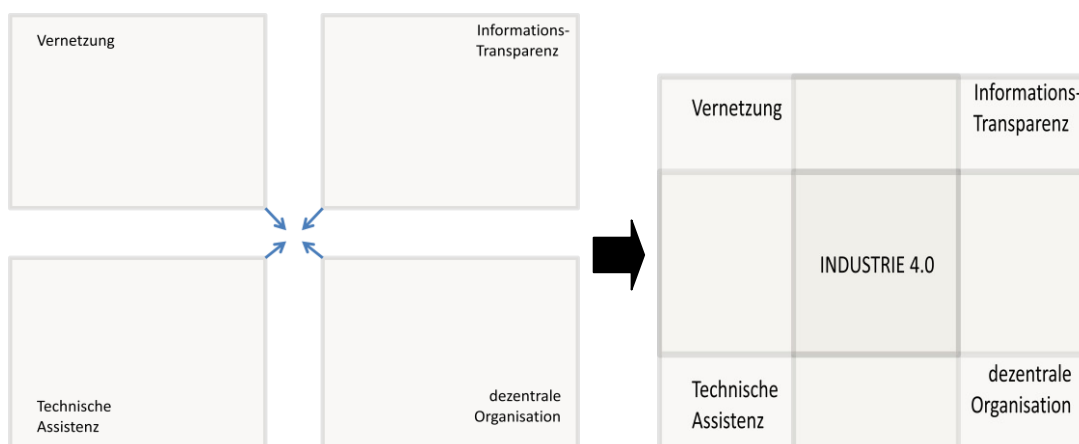 Vernetzung
Informations-
Transparenz
Technische
Assistenz
dezentrale
Organisation
Vernetzung
Informations-
Transparenz
INDUSTRIE 4.0
Technische
Assistenz
dezentrale
Organisation